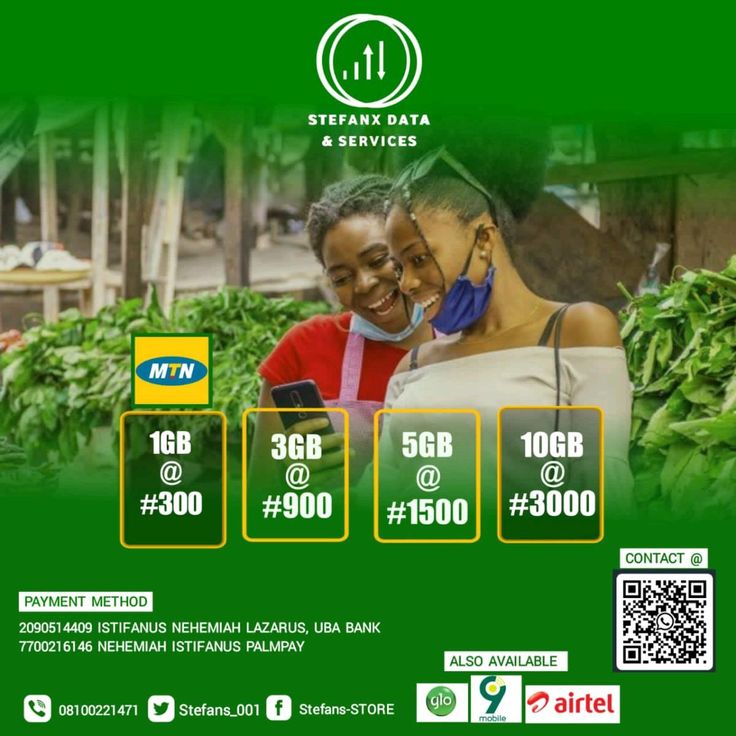 STEFANX DATA
& SERVICES
MTN
1GB
@
#300
3GB
@
#900
5GB
@
#1500
10GB
@
#3000
CONTACT @
PAYMENT METHOD
2090514409 ISTIFANUS NEHEMIAH LAZARUS, UBA BANK
7700216146 NEHEMIAH ISTIFANUS PALMPAY
ALSO AVAILABLE
08100221471
Stefans_001
f
Stefans-STORE
glo
9
mobile
airtel